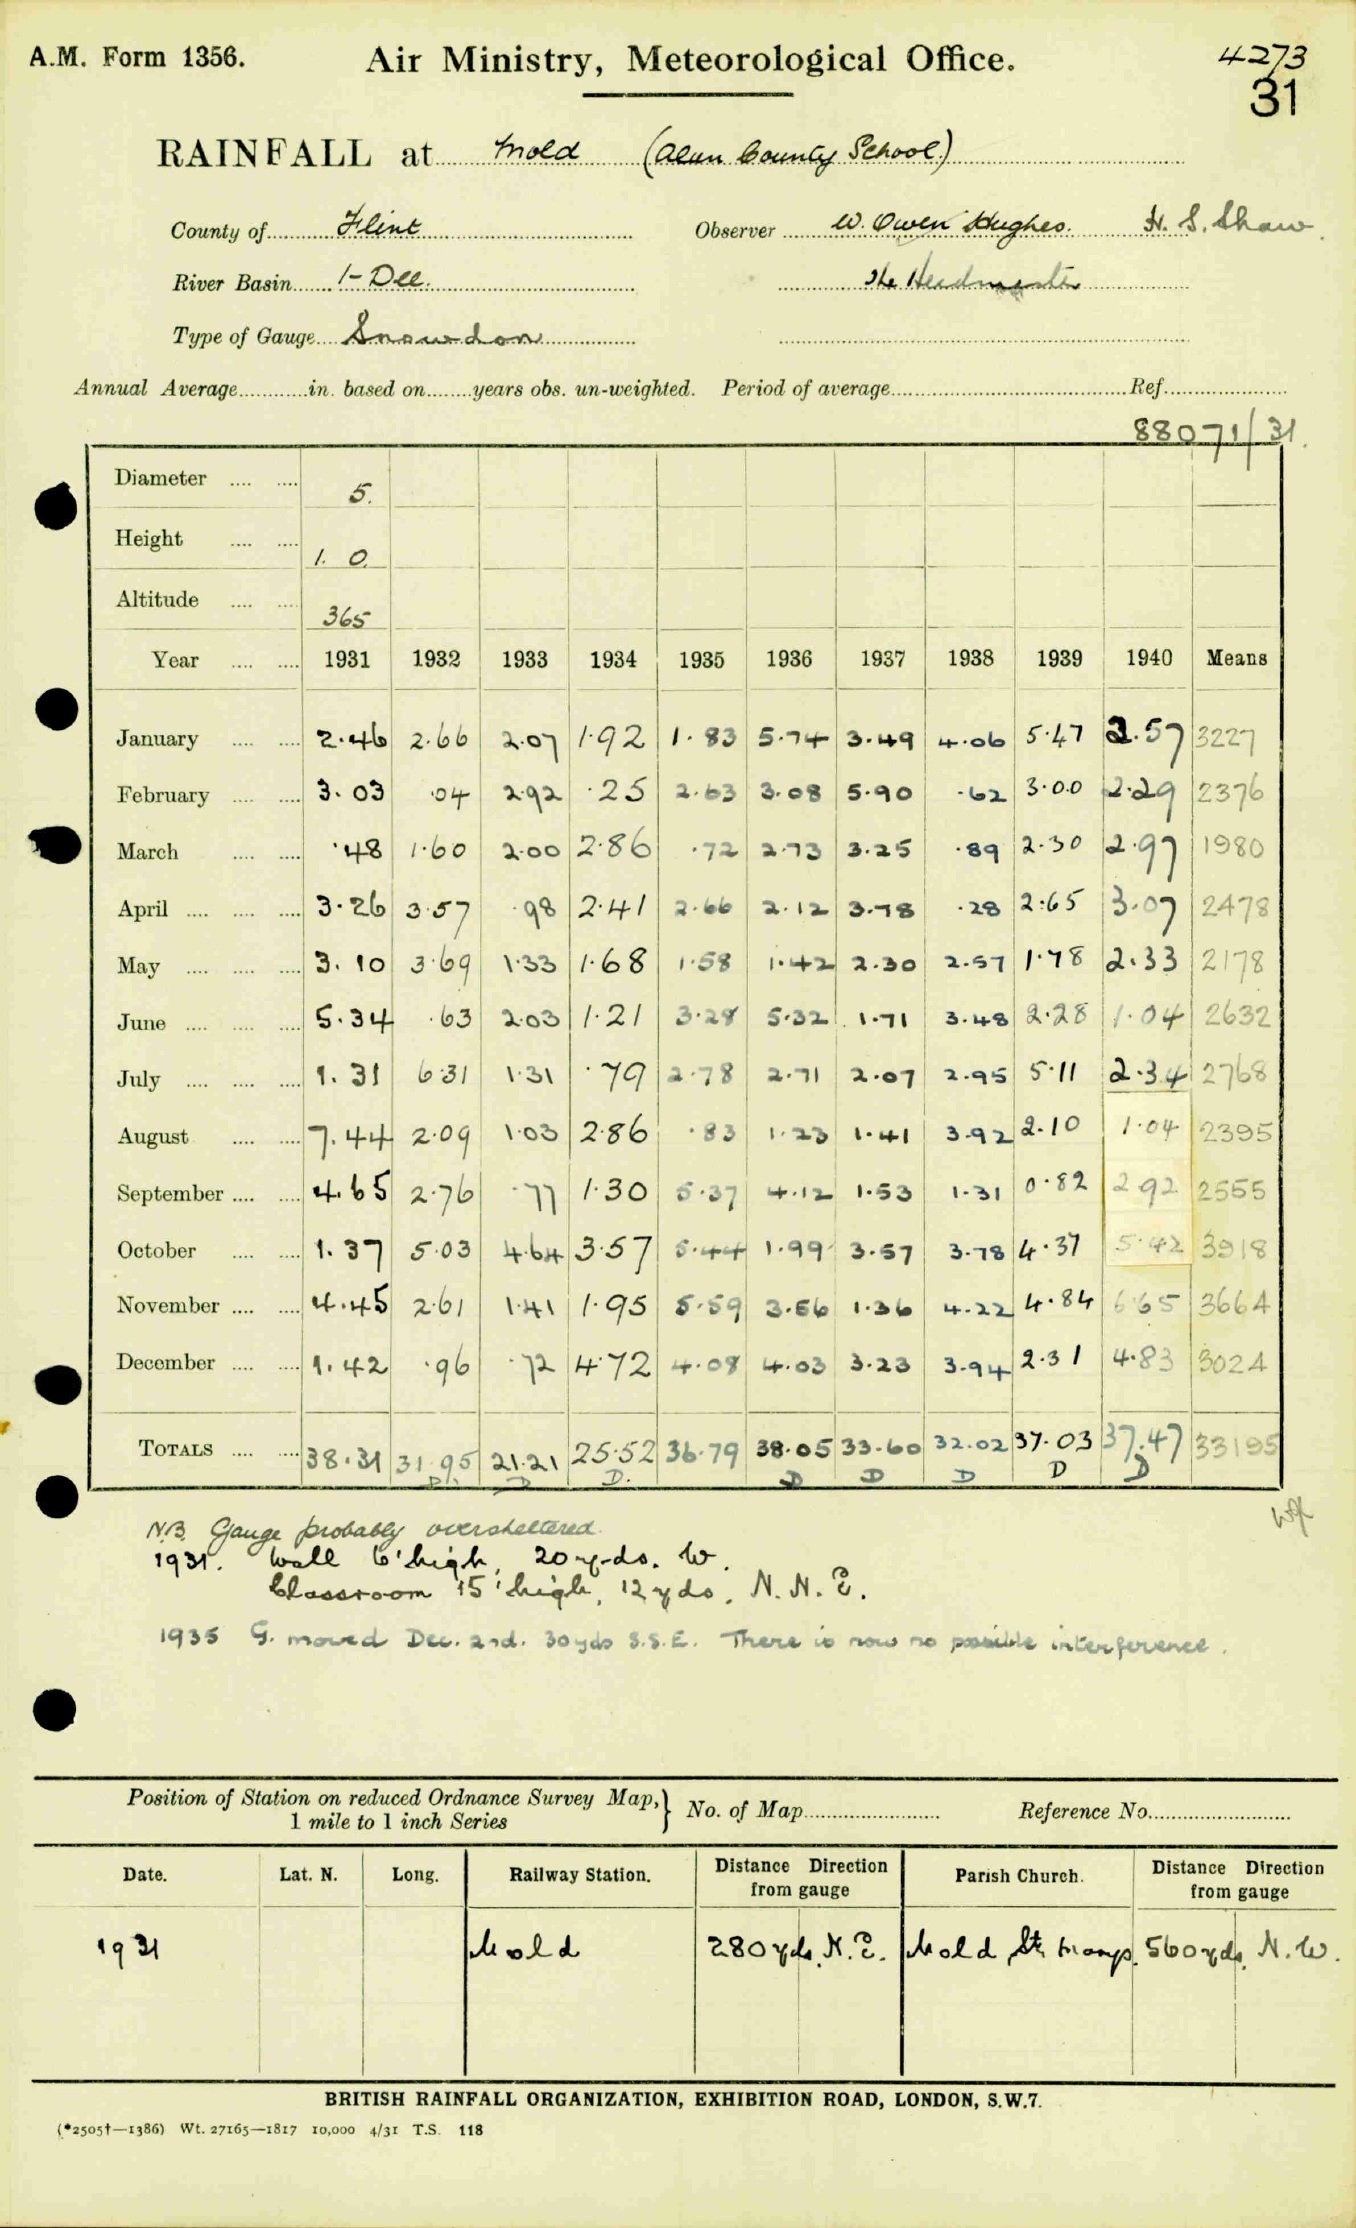 A.M. Form 1356. Air Ministry, Meteorological Office. 4273
31
RAINFALL at Mold (Alun County School)
County of Flint Observer W. Owen Hughes. H. S. Shaw.
River Basin 1-Dee. The Headmaster
Type of Gauge Snowdon
Annual Average in. based on years obs. un-weighted. Period of average Ref.
88071/31.
Diameter 5.
Height 1. 0.
Altitude 365
Year 1931 1932 1933 1934 1935 1936 1937 1938 1939 1940 Means
January 2.46 2.66 2.07 1.92 1.83 5.74 3.49 4.06 5.47 2.57 3227
February 3.03 .04 2.92 .25 2.63 3.08 5.90 .62 3.00 2.29 2376
March .48 1.60 2.00 2.86 .72 2.73 3.25 .89 2.30 2.97 1980
April 3.26 3.57 .98 2.41 2.66 2.12 3.78 .28 2.65 3.07 2478
May 3.10 3.69 1.33 1.68 1.58 1.42 2.30 2.57 1.78 2.33 2178
June 5.34 .63 2.03 1.21 3.28 5.32 1.71 3.48 2.28 1.04 2632
July 1.31 6.31 1.31 .79 2.78 2.71 2.07 2.95 5.11 2.34 2768
August 7.44 2.09 1.03 2.86 .83 1.23 1.41 3.92 2.10 1.04 2395
September 4.65 2.76 .77 1.30 5.37 4.12 1.53 1.31 0.82 2.92 2555
October 1.37 5.03 4.64 3.57 5.44 1.99 3.57 3.78 4.37 5.42 3918
November 4.45 2.61 1.41 1.95 5.59 3.56 1.36 4.22 4.84 6.65 3664
December 1.42 .96 .72 4.72 4.08 4.03 3.23 3.94 2.31 4.83 3024
TOTALS 38.31 31.95 21.21 25.52 36.79 38.05 33.60 32.02 37.03 37.47 33195
D. D D. D D D D D
N.B. Gauge probably oversheltered.
1931. Wall 6' high, 20 yds. W.
Classroom 15' high, 12 yds, N.N.E.
1935 G. moved Dec. 2nd. 30 yds S.S.E. There is now no possible interference.
Position of Station on reduced Ordnance Survey Map, 1 mile to 1 inch Series } No. of Map Reference No.
Date. Lat. N. Long. Railway Station. Distance Direction from gauge Parish Church. Distance Direction from gauge
1931 Mold 280 yds. N.E. Mold, St. Marys. 560 yds. N.W.
BRITISH RAINFALL ORGANIZATION, EXHIBITION ROAD, LONDON, S.W.7.
(*2505†—1386) Wt. 27165—1817 10,000 4/31 T.S. 118